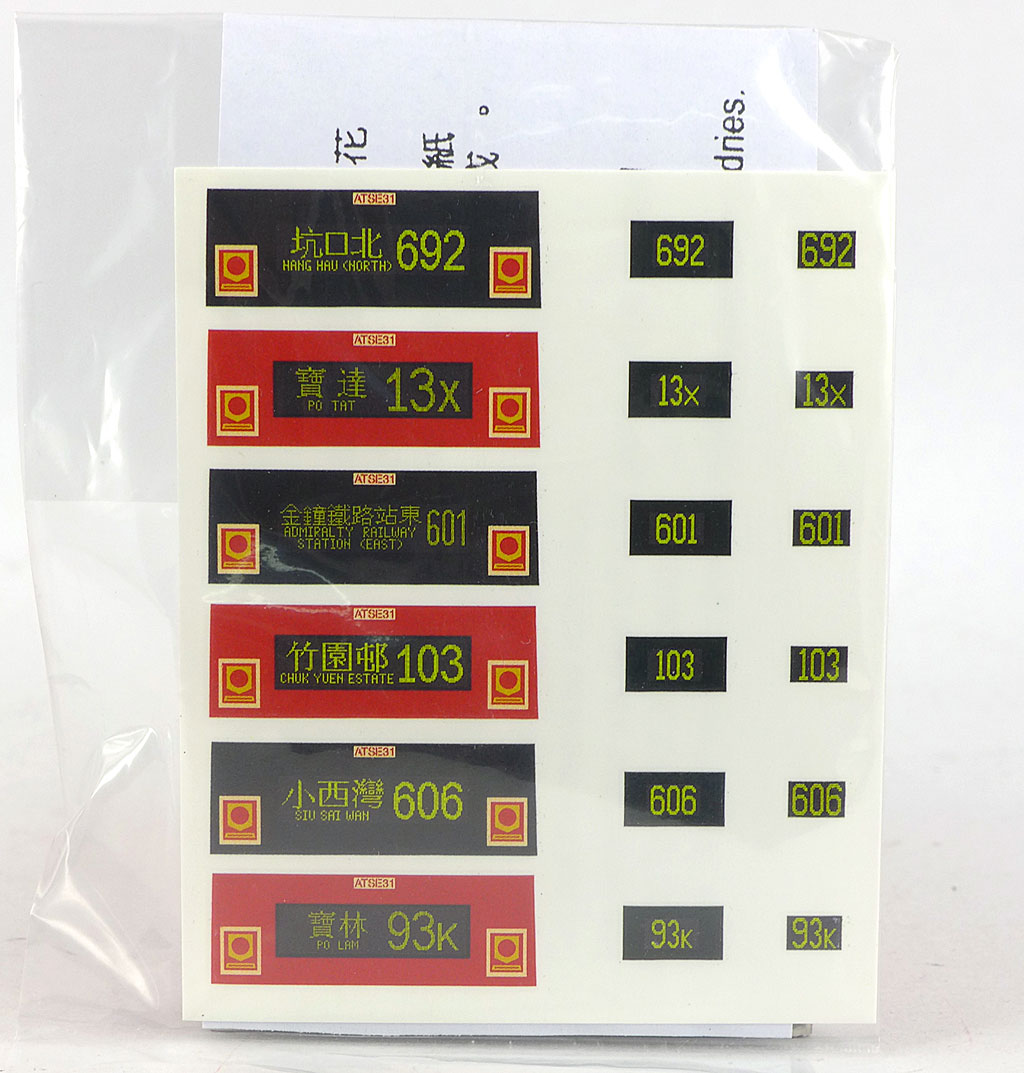 花
紙
。
dries.
ATSE31
坑口北 692
HANG HAU (NORTH)
692
692
ATSE31
寶達 13X
PO TAT
13X
13X
ATSE31
金鐘鐵路站東 601
ADMIRALTY RAILWAY
STATION (EAST)
601
601
ATSE31
竹園邨 103
CHUK YUEN ESTATE
103
103
ATSE31
小西灣 606
SIU SAI WAN
606
606
ATSE31
寶林 93K
PO LAM
93K
93K